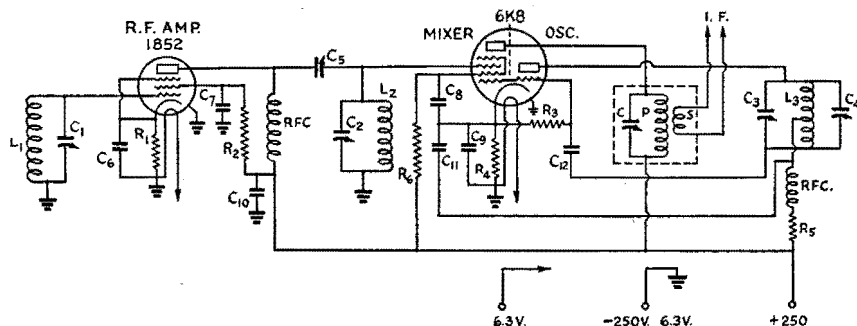 R.F. AMP.
1852
MIXER
6K8
OSC.
I. F.
C5
L1
C1
C6
R1
C7
R2
RFC
C10
C2
L2
R6
C8
C11
C9
R4
R3
C12
C
P
S
C3
L3
C4
RFC.
R5
6.3V.
-250V.
6.3V.
+250